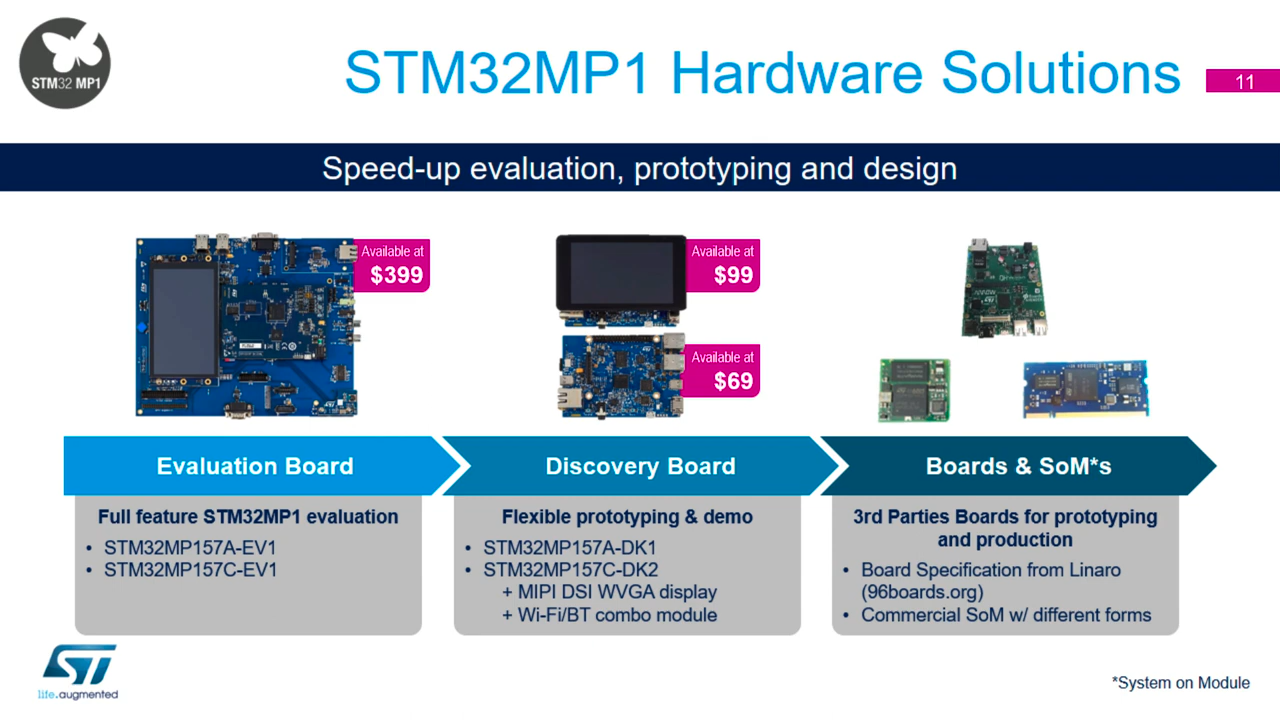 STM32 MP1
STM32MP1 Hardware Solutions
11
Speed-up evaluation, prototyping and design
Available at
$399
Available at
$99
Available at
$69
Evaluation Board
Discovery Board
Boards & SoM*s
Full feature STM32MP1 evaluation
• STM32MP157A-EV1
• STM32MP157C-EV1
Flexible prototyping & demo
• STM32MP157A-DK1
• STM32MP157C-DK2
+ MIPI DSI WVGA display
+ Wi-Fi/BT combo module
3rd Parties Boards for prototyping
and production
• Board Specification from Linaro
(96boards.org)
• Commercial SoM w/ different forms
ST
life.augmented
*System on Module